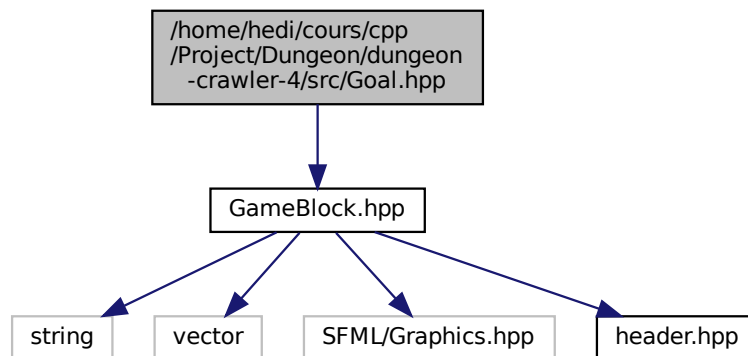 /home/hedi/cours/cpp
/Project/Dungeon/dungeon
-crawler-4/src/Goal.hpp
GameBlock.hpp
string
vector
SFML/Graphics.hpp
header.hpp